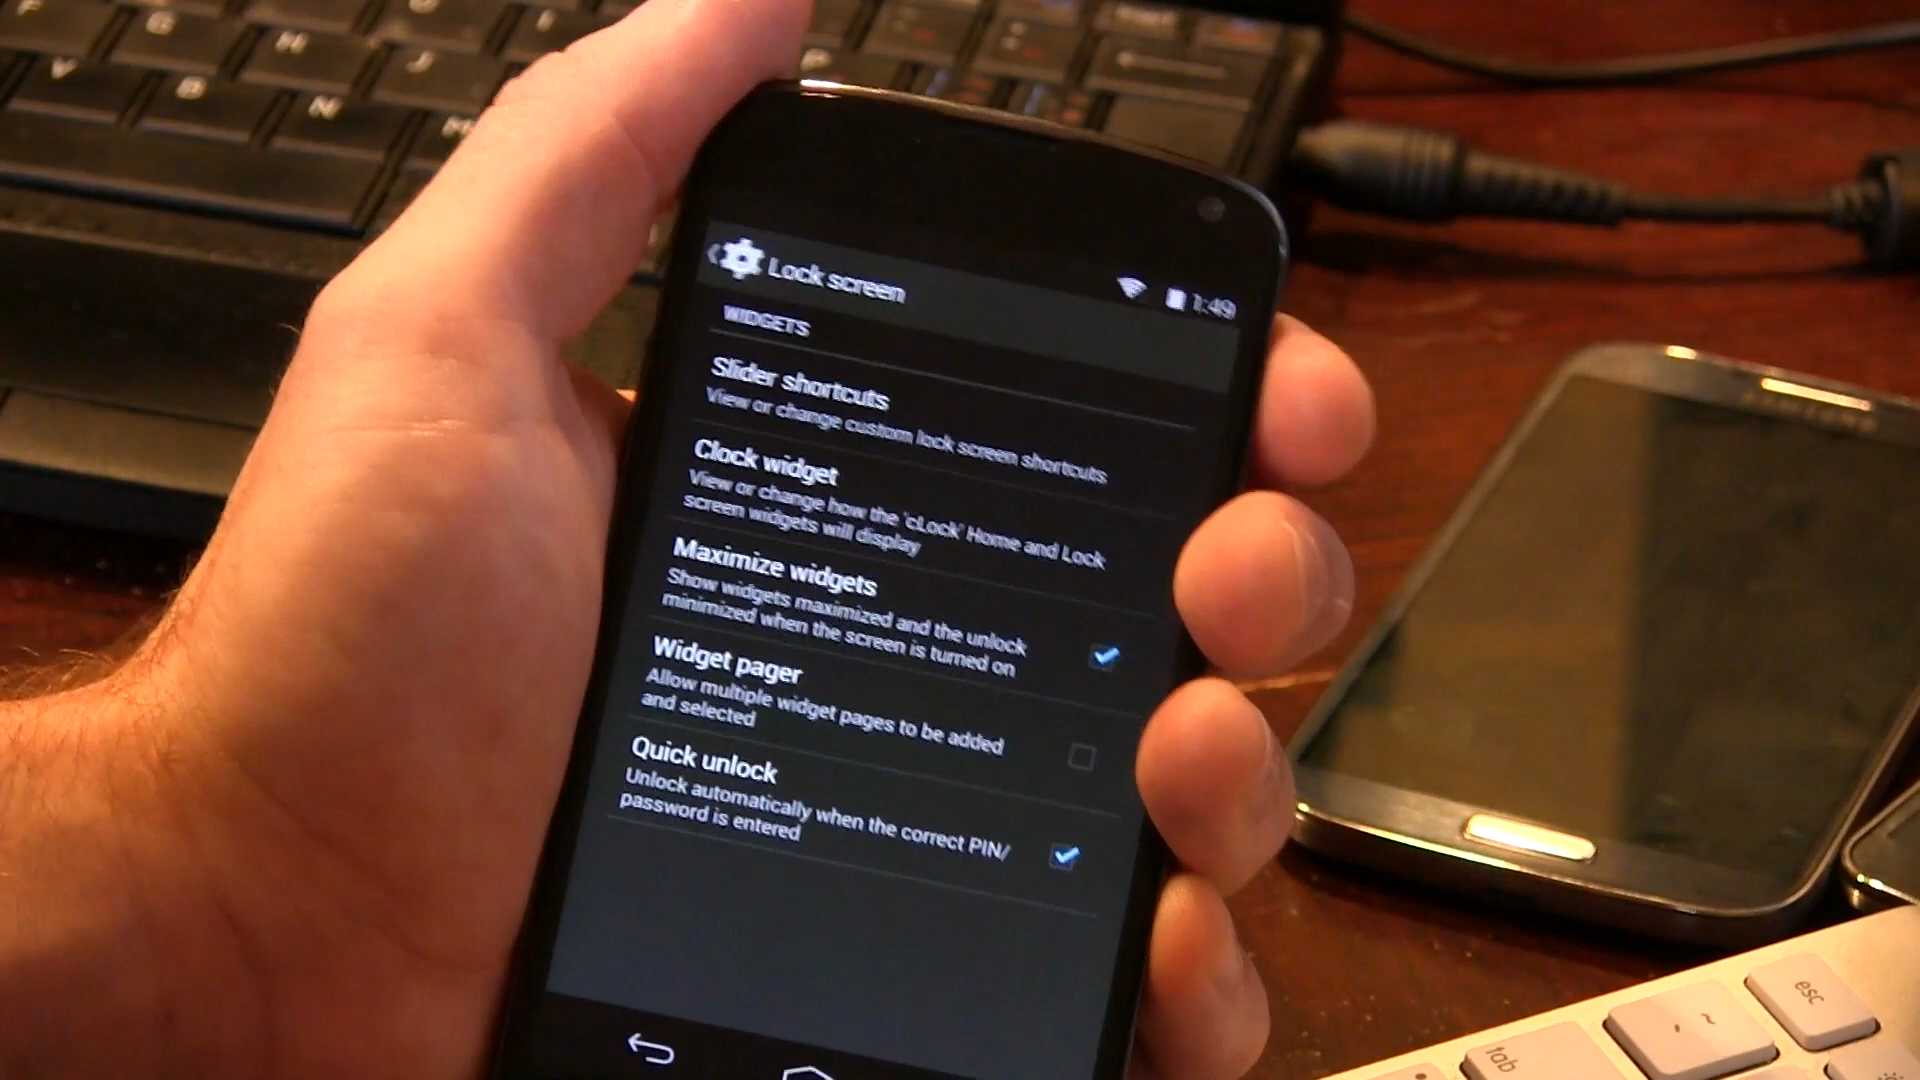 F
G
H
J
V
B
N
M
P
Lock screen
1:49
WIDGETS
Slider shortcuts
View or change custom lock screen shortcuts
Clock widget
View or change how the 'cLock' Home and Lock
screen widgets will display
Maximize widgets
Show widgets maximized and the unlock
minimized when the screen is turned on
Widget pager
Allow multiple widget pages to be added
and selected
Quick unlock
Unlock automatically when the correct PIN/
password is entered
SAMSUNG
esc
~
tab